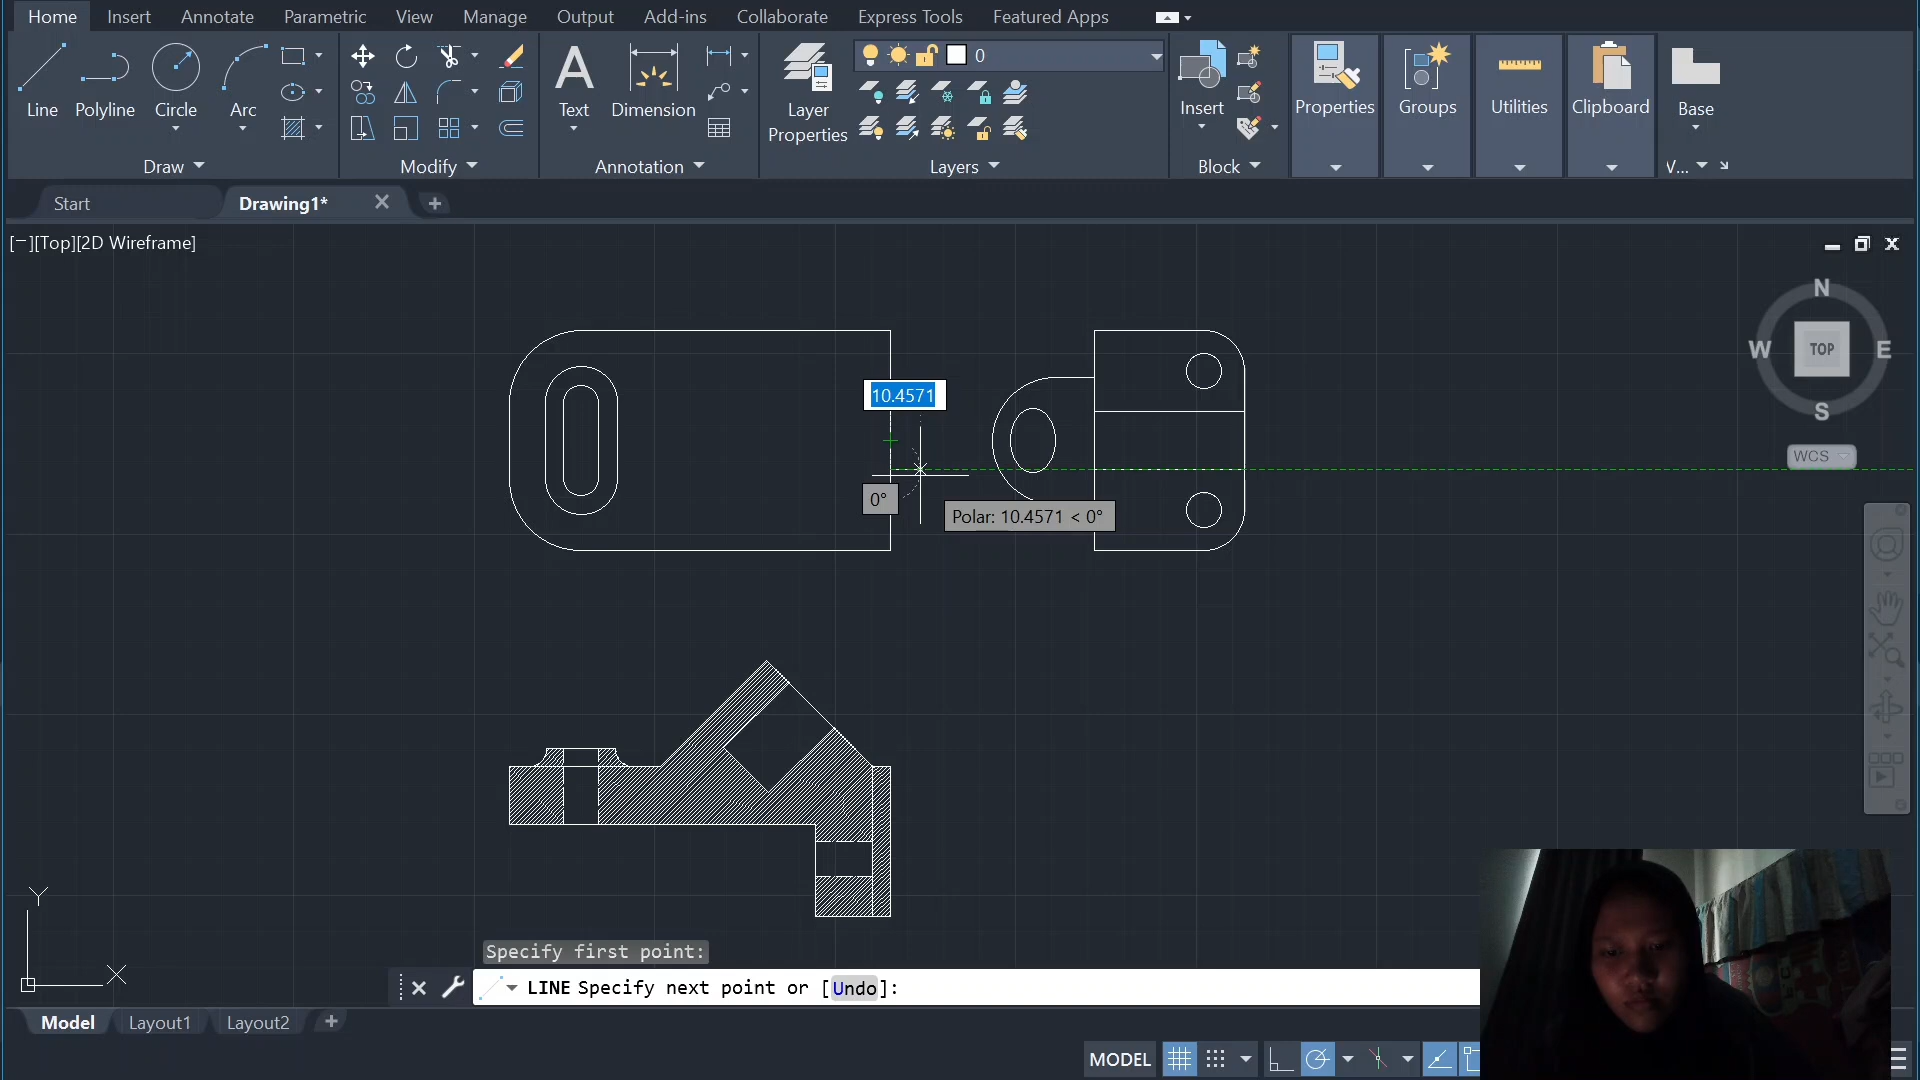 Home Insert Annotate Parametric View Manage Output Add-ins Collaborate Express Tools Featured Apps
Line Polyline Circle Arc
Text Dimension
Layer Properties
0
Insert
Properties Groups Utilities Clipboard Base
Draw Modify Annotation Layers Block V...
Start Drawing1*
[−][Top][2D Wireframe]
N
W TOP E
S
WCS
10.4571
0°
Polar: 10.4571 < 0°
Y
X
Specify first point:
LINE Specify next point or [Undo]:
Model Layout1 Layout2
MODEL